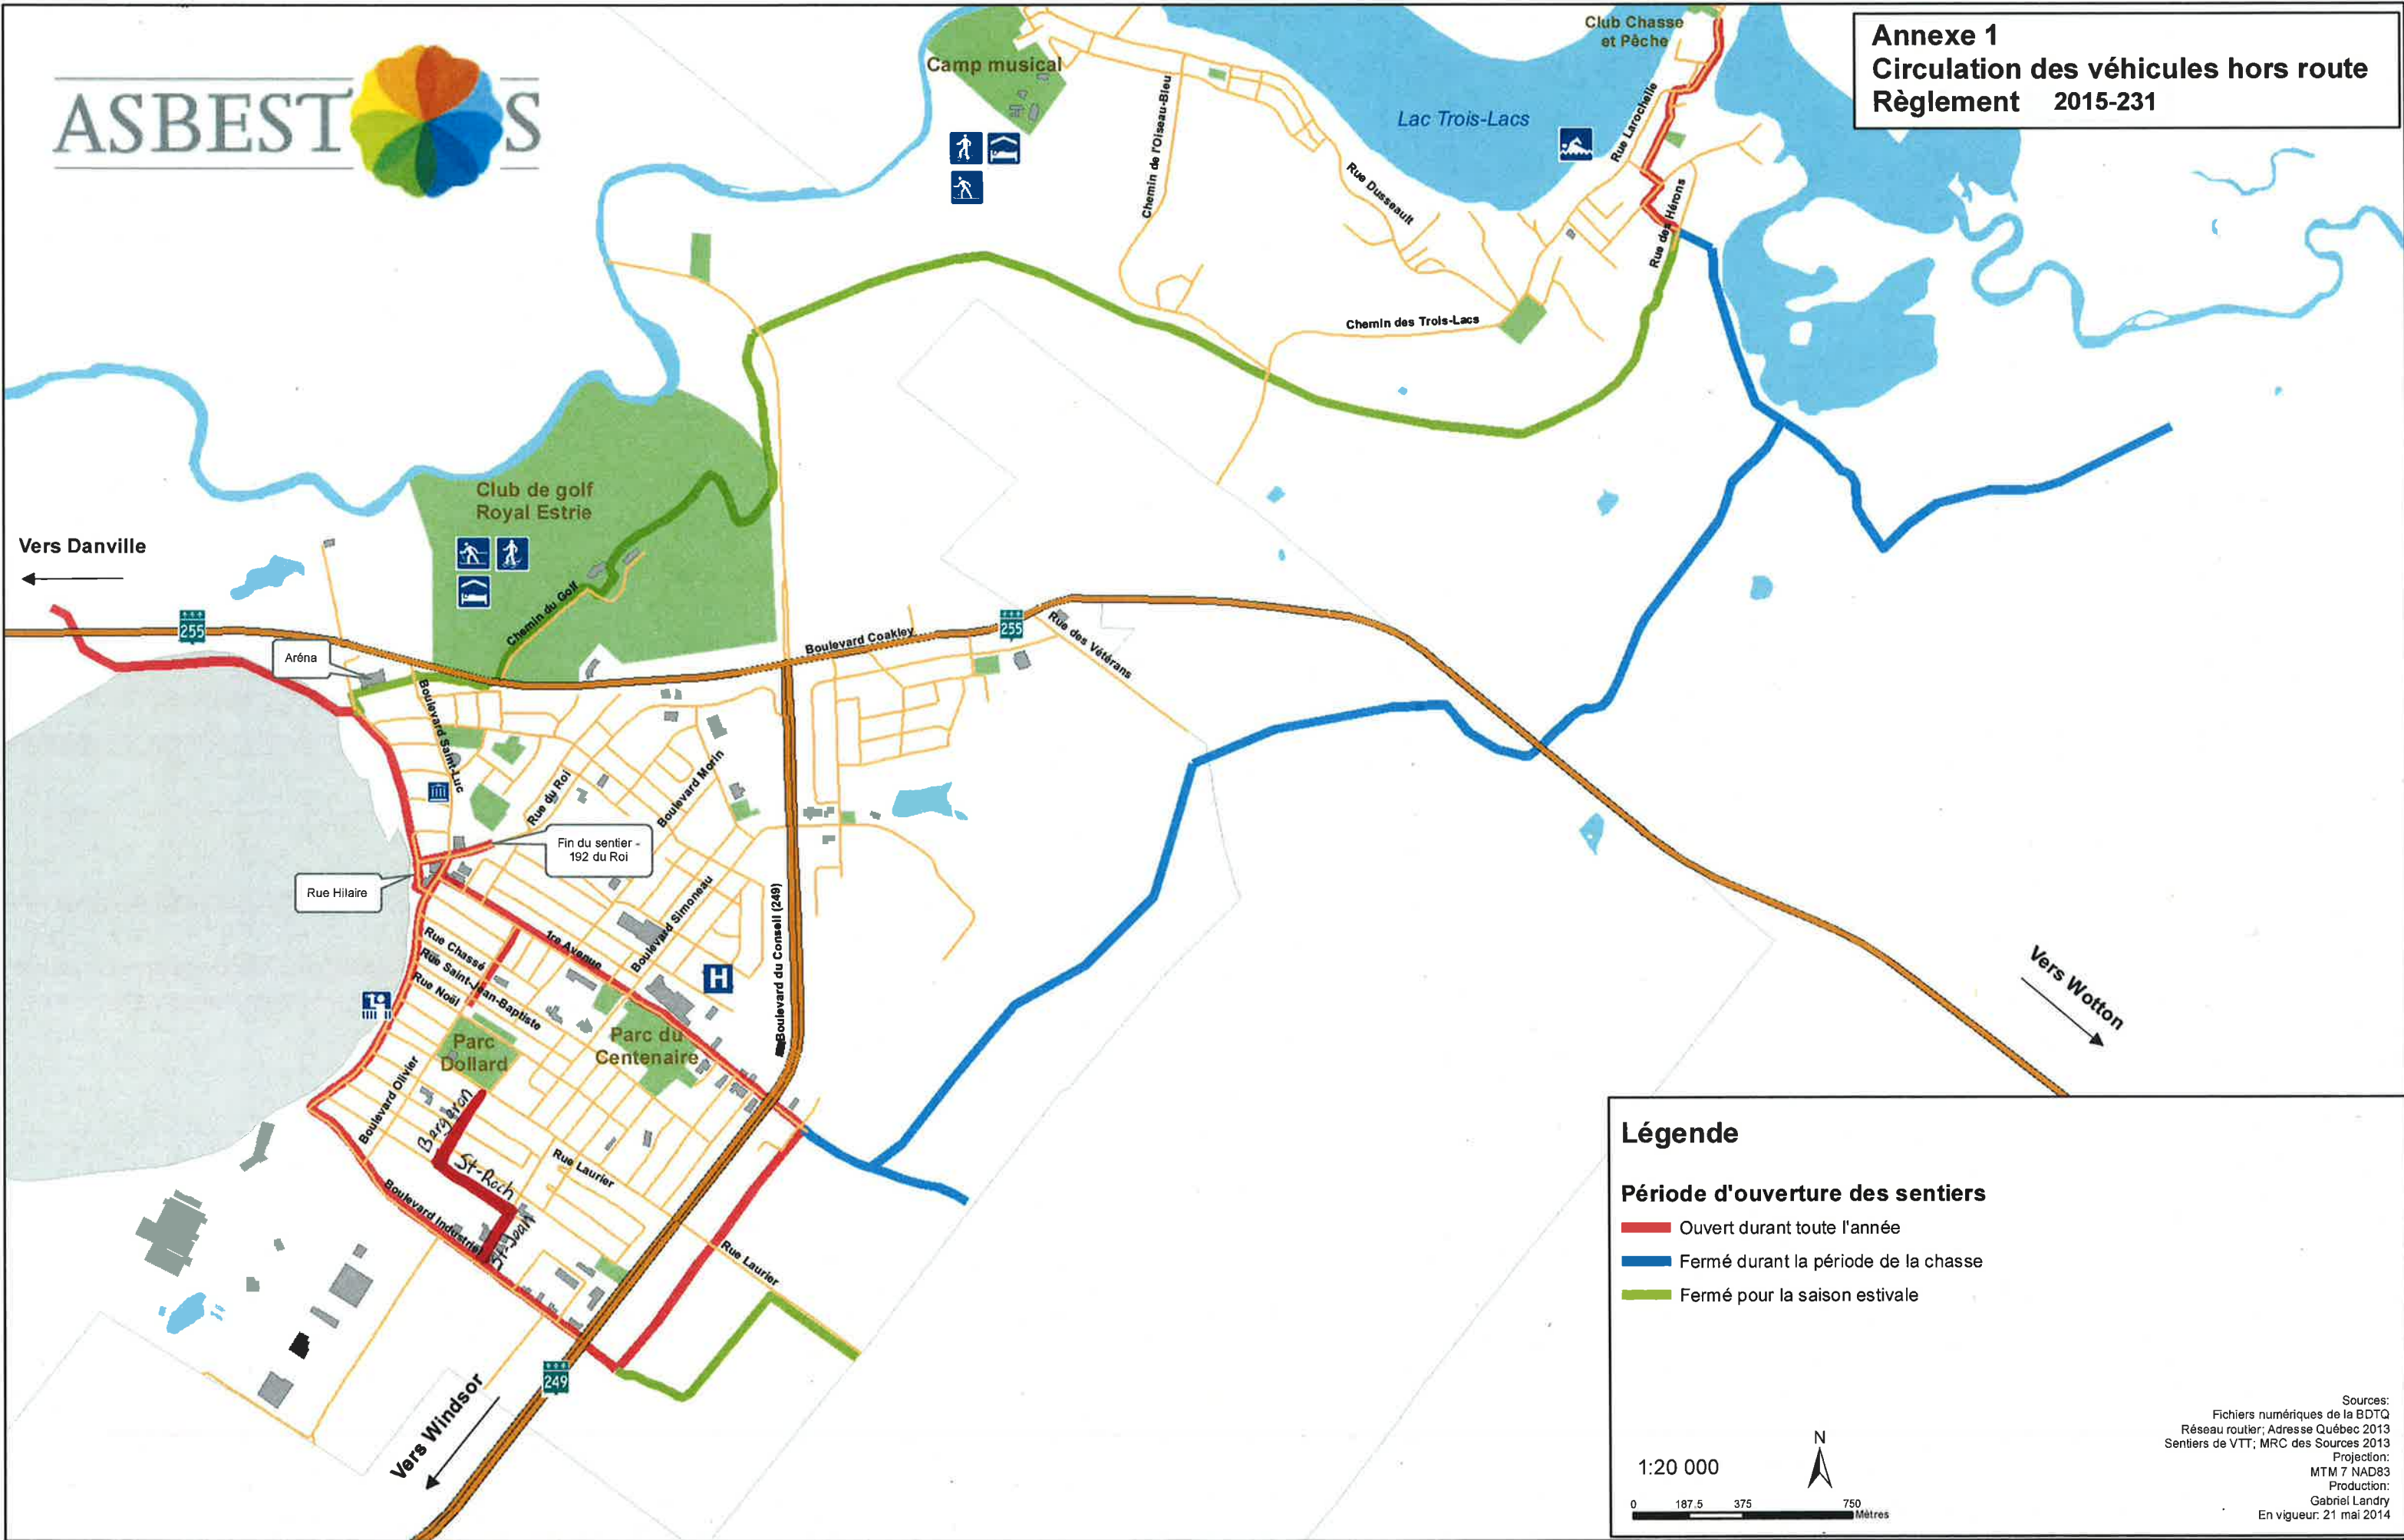 ASBEST S
Annexe 1
Circulation des véhicules hors route
Règlement 2015-231
Club Chasse
et Pêche
Camp musical
Lac Trois-Lacs
Rue Larochelle
Chemin de l'Oiseau-Bleu
Rue Dusseault
Rue des Hérons
Chemin des Trois-Lacs
Club de golf
Royal Estrie
Vers Danville
255
Aréna
Chemin du Golf
Boulevard Coakley
255
Rue des Vétérans
Boulevard Saint-Luc
Rue du Roi
Boulevard Morin
Fin du sentier -
192 du Roi
Rue Hilaire
Boulevard Simoneau
Boulevard du Conseil (249)
1re Avenue
H
Rue Chassé
Rue Saint-Jean-Baptiste
Rue Noël
Parc
Dollard
Parc du
Centenaire
Vers Wotton
Boulevard Olivier
Bergeron
St-Roch
St-Jean
Rue Laurier
Boulevard Industriel
Rue Laurier
249
Vers Windsor
Légende
Période d'ouverture des sentiers
Ouvert durant toute l'année
Fermé durant la période de la chasse
Fermé pour la saison estivale
1:20 000
N
0 187.5 375 750
Mètres
Sources:
Fichiers numériques de la BDTQ
Réseau routier; Adresse Québec 2013
Sentiers de VTT; MRC des Sources 2013
Projection:
MTM 7 NAD83
Production:
Gabriel Landry
En vigueur: 21 mai 2014